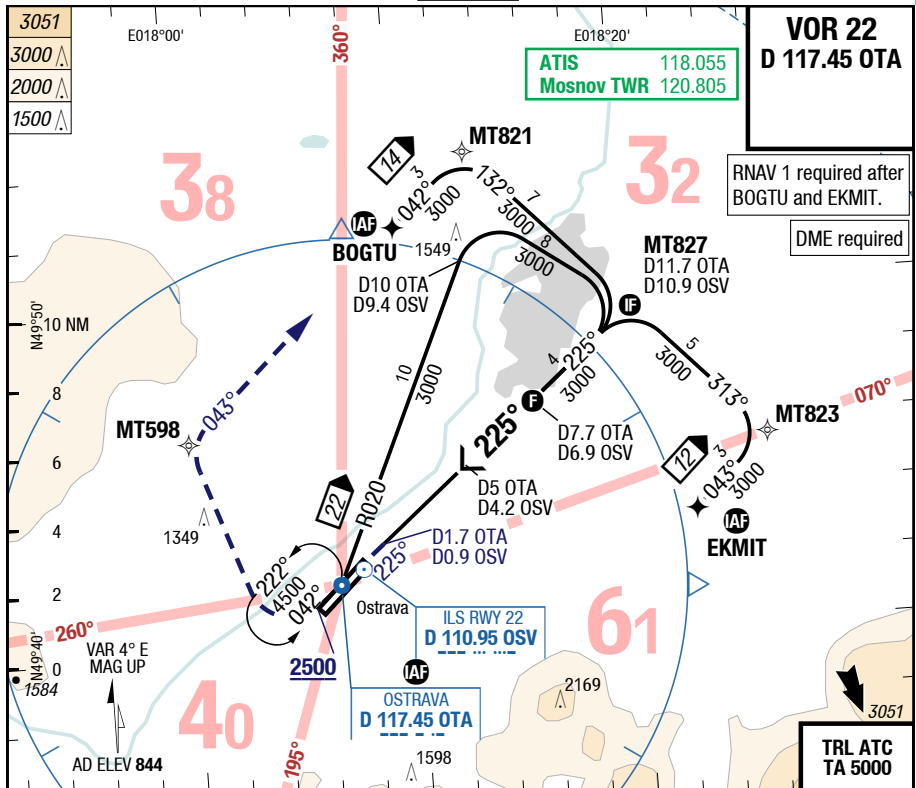 3051
3000
2000
1500
E018°00'
360°
E018°20'
ATIS 118.055
Mosnov TWR 120.805
VOR 22
D 117.45 OTA
RNAV 1 required after
BOGTU and EKMIT.
DME required
38
32
14
3
042°
3000
MT821
132°
7
3000
8
3000
IAF
BOGTU
1549
D10 OTA
D9.4 OSV
MT827
D11.7 OTA
D10.9 OSV
IF
N49°50'
10 NM
8
6
4
2
0
N49°40'
043°
MT598
1349
10
3000
R020
22
4
225°
3000
F
D7.7 OTA
D6.9 OSV
225°
D5 OTA
D4.2 OSV
5
3000
313°
MT823
070°
12
3
043°
3000
IAF
EKMIT
D1.7 OTA
D0.9 OSV
225°
222°
4500
042°
Ostrava
ILS RWY 22
D 110.95 OSV
61
260°
VAR 4° E
MAG UP
1584
2500
IAF
OSTRAVA
D 117.45 OTA
40
195°
AD ELEV 844
1598
2169
3051
TRL ATC
TA 5000